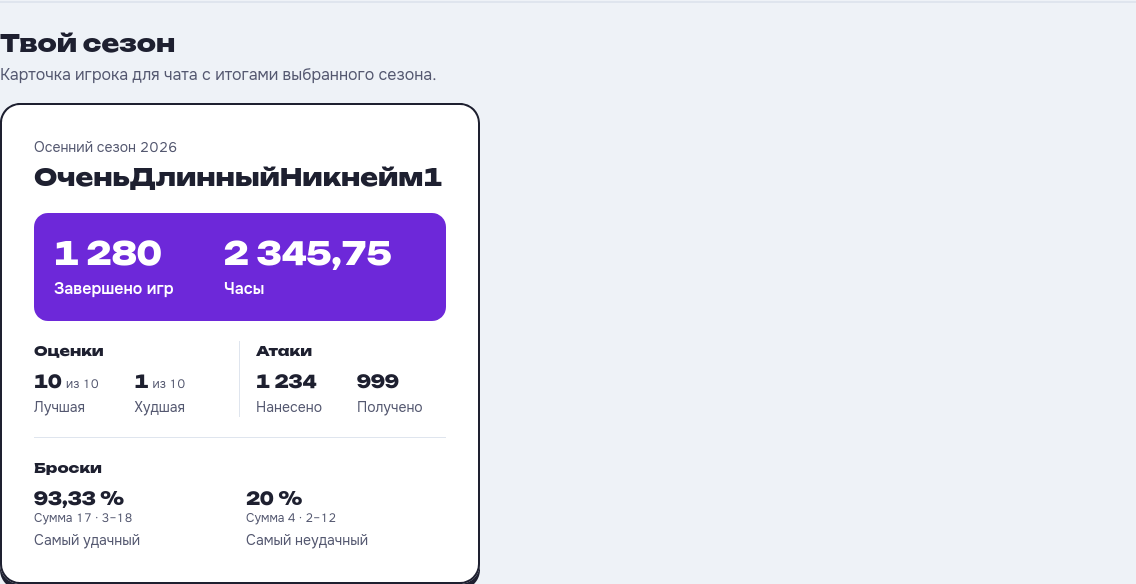 Твой сезон
Карточка игрока для чата с итогами выбранного сезона.
Осенний сезон 2026
ОченьДлинныйНикнейм1
1 280 2 345,75
Завершено игр Часы
Оценки Атаки
10 из 10 1 из 10 1 234 999
Лучшая Худшая Нанесено Получено
Броски
93,33 % 20 %
Сумма 17 · 3–18 Сумма 4 · 2–12
Самый удачный Самый неудачный